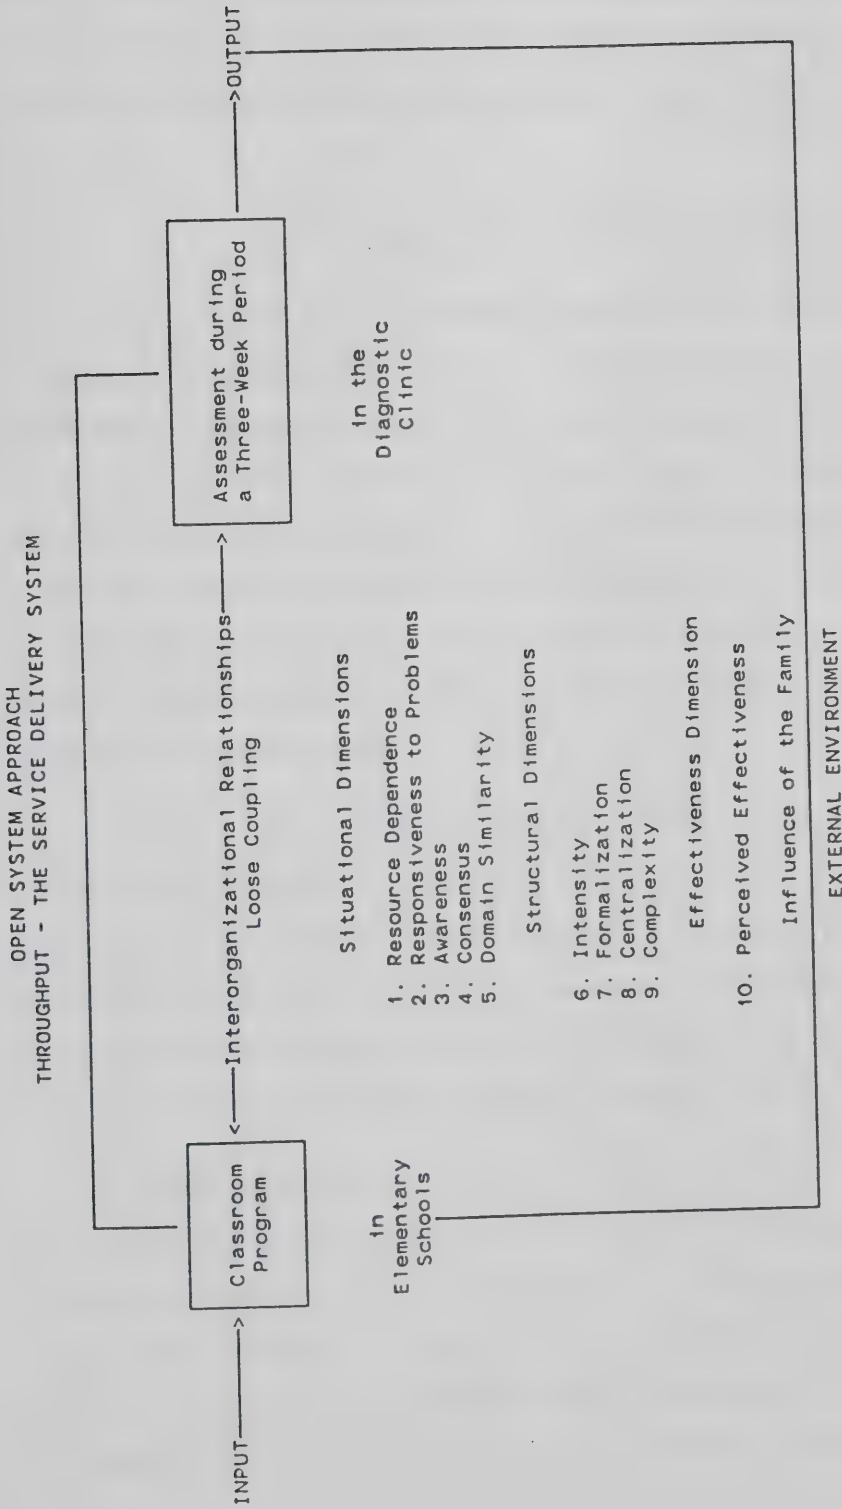 OPEN SYSTEM APPROACH
THROUGHPUT - THE SERVICE DELIVERY SYSTEM
INPUT
Classroom
Program
Interorganizational Relationships
Loose Coupling
Assessment during
a Three-Week Period
OUTPUT
in
Elementary
Schools
in the
Diagnostic
Clinic
Situational Dimensions
1. Resource Dependence
2. Responsiveness to Problems
3. Awareness
4. Consensus
5. Domain Similarity
Structural Dimensions
6. Intensity
7. Formalization
8. Centralization
9. Complexity
Effectiveness Dimension
10. Perceived Effectiveness
Influence of the Family
EXTERNAL ENVIRONMENT